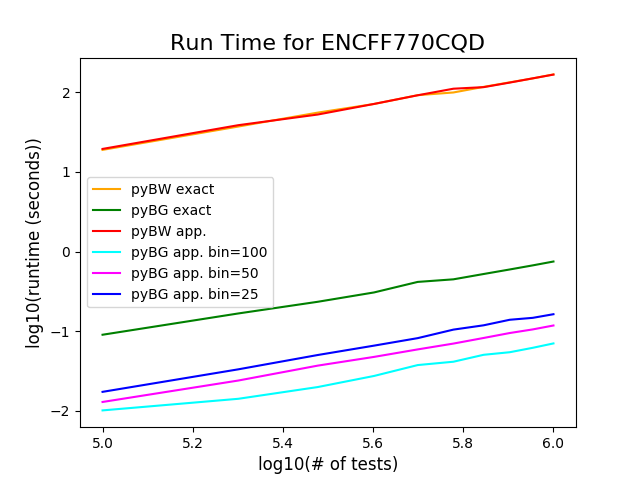 Run Time for ENCFF770CQD
log10(runtime (seconds))
2
1
0
−1
−2
pyBW exact
pyBG exact
pyBW app.
pyBG app. bin=100
pyBG app. bin=50
pyBG app. bin=25
5.0 5.2 5.4 5.6 5.8 6.0
log10(# of tests)